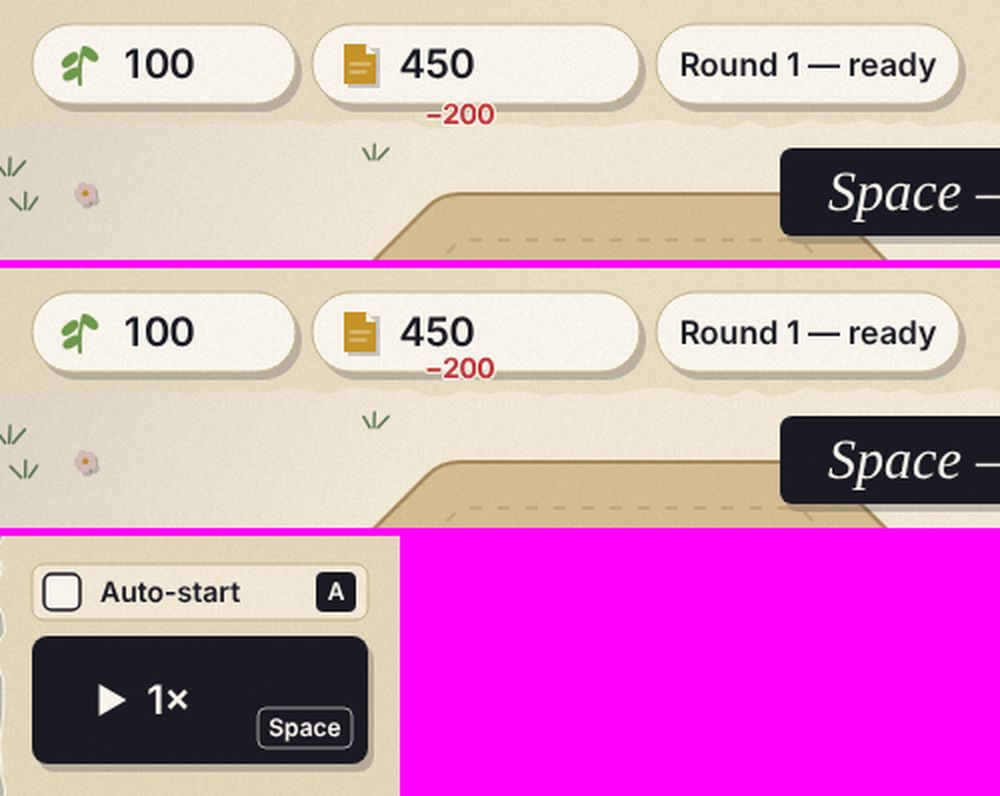 100 450 Round 1 — ready
−200
Space —
100 450 Round 1 — ready
−200
Space —
Auto-start A
1×
Space